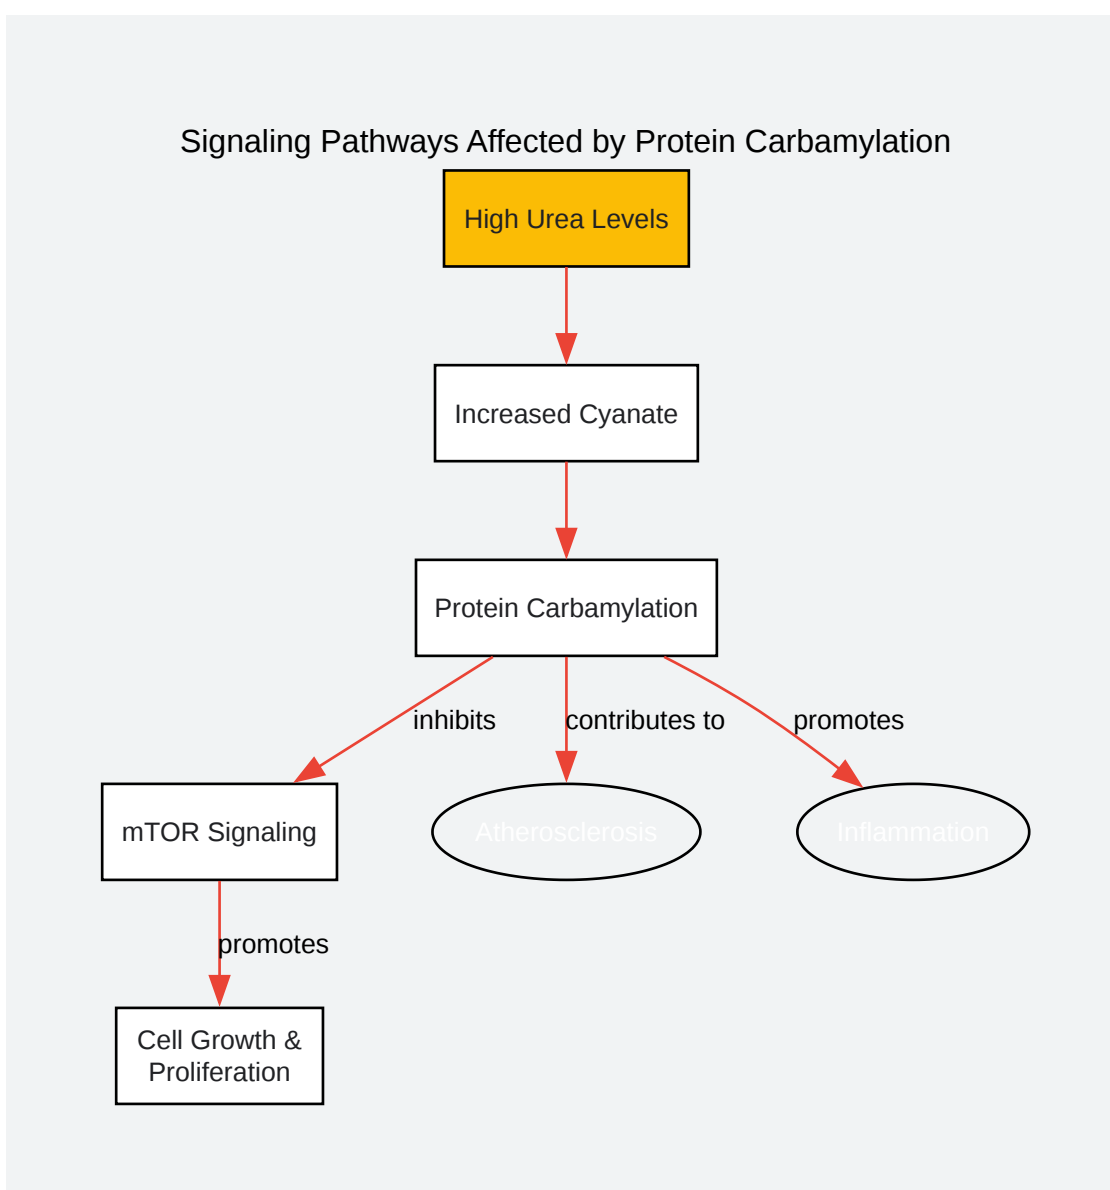 Signaling Pathways Affected by Protein Carbamylation
High Urea Levels
Increased Cyanate
Protein Carbamylation
inhibits
contributes to
promotes
mTOR Signaling
Atherosclerosis
Inflammation
promotes
Cell Growth &
Proliferation